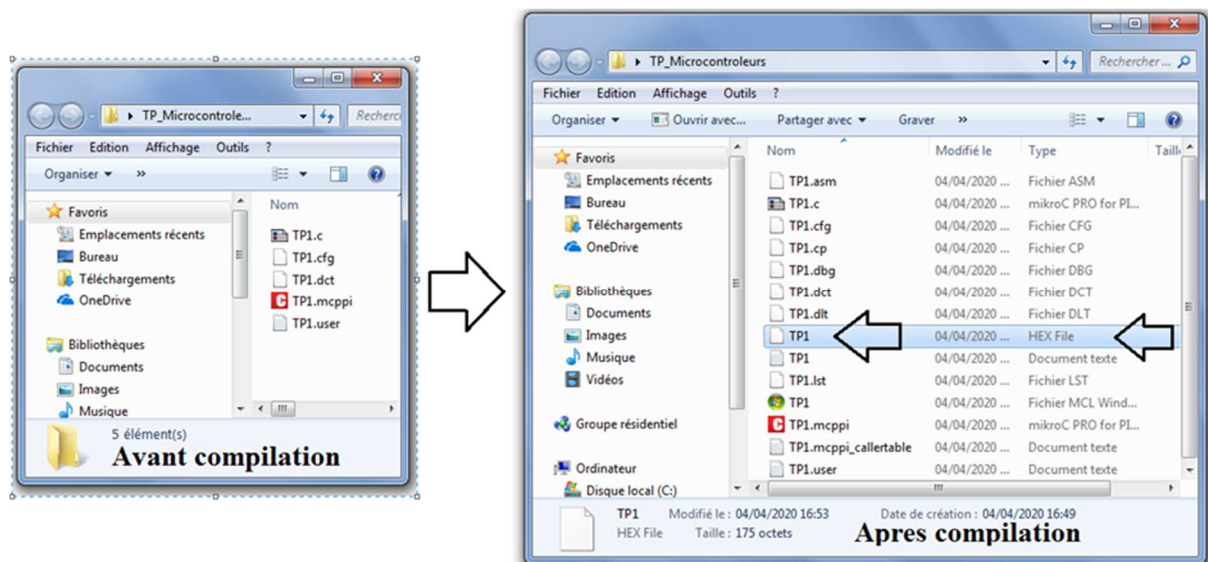 TP_Microcontrole...
Recherc
Fichier Edition Affichage Outils ?
Organiser »
Favoris
Emplacements récents
Bureau
Téléchargements
OneDrive
Bibliothèques
Documents
Images
Musique
Nom
TP1.c
TP1.cfg
TP1.dct
TP1.mcppi
TP1.user
5 élément(s)
Avant compilation
TP_Microcontroleurs
Rechercher ...
Fichier Edition Affichage Outils ?
Organiser Ouvrir avec... Partager avec Graver »
Favoris
Emplacements récents
Bureau
Téléchargements
OneDrive
Bibliothèques
Documents
Images
Musique
Vidéos
Groupe résidentiel
Ordinateur
Disque local (C:)
Nom Modifié le Type Taill
TP1.asm 04/04/2020 ... Fichier ASM
TP1.c 04/04/2020 ... mikroC PRO for PI...
TP1.cfg 04/04/2020 ... Fichier CFG
TP1.cp 04/04/2020 ... Fichier CP
TP1.dbg 04/04/2020 ... Fichier DBG
TP1.dct 04/04/2020 ... Fichier DCT
TP1.dlt 04/04/2020 ... Fichier DLT
TP1 04/04/2020 ... HEX File
TP1 04/04/2020 ... Document texte
TP1.lst 04/04/2020 ... Fichier LST
TP1 04/04/2020 ... Fichier MCL Wind...
TP1.mcppi 04/04/2020 ... mikroC PRO for PI...
TP1.mcppi_callertable 04/04/2020 ... Document texte
TP1.user 04/04/2020 ... Document texte
TP1 Modifié le : 04/04/2020 16:53 Date de création : 04/04/2020 16:49
HEX File Taille : 175 octets
Apres compilation